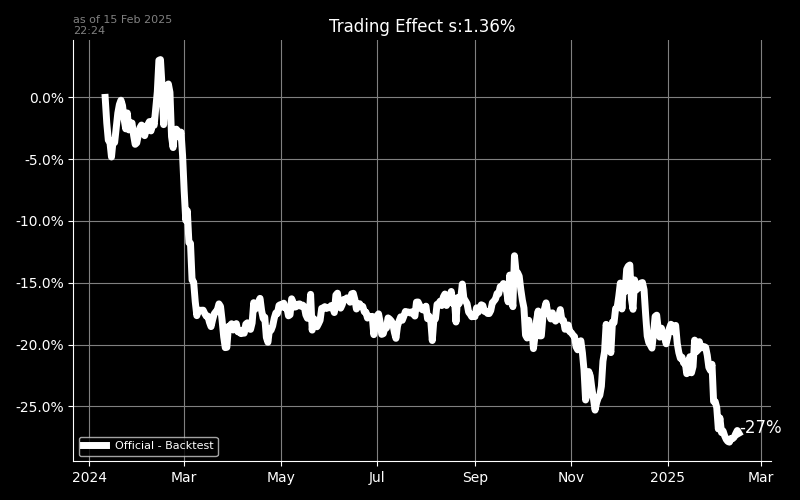 as of 15 Feb 2025
22:24
Trading Effect s:1.36%
0.0%
-5.0%
-10.0%
-15.0%
-20.0%
-25.0%
-27%
Official - Backtest
2024 Mar May Jul Sep Nov 2025 Mar